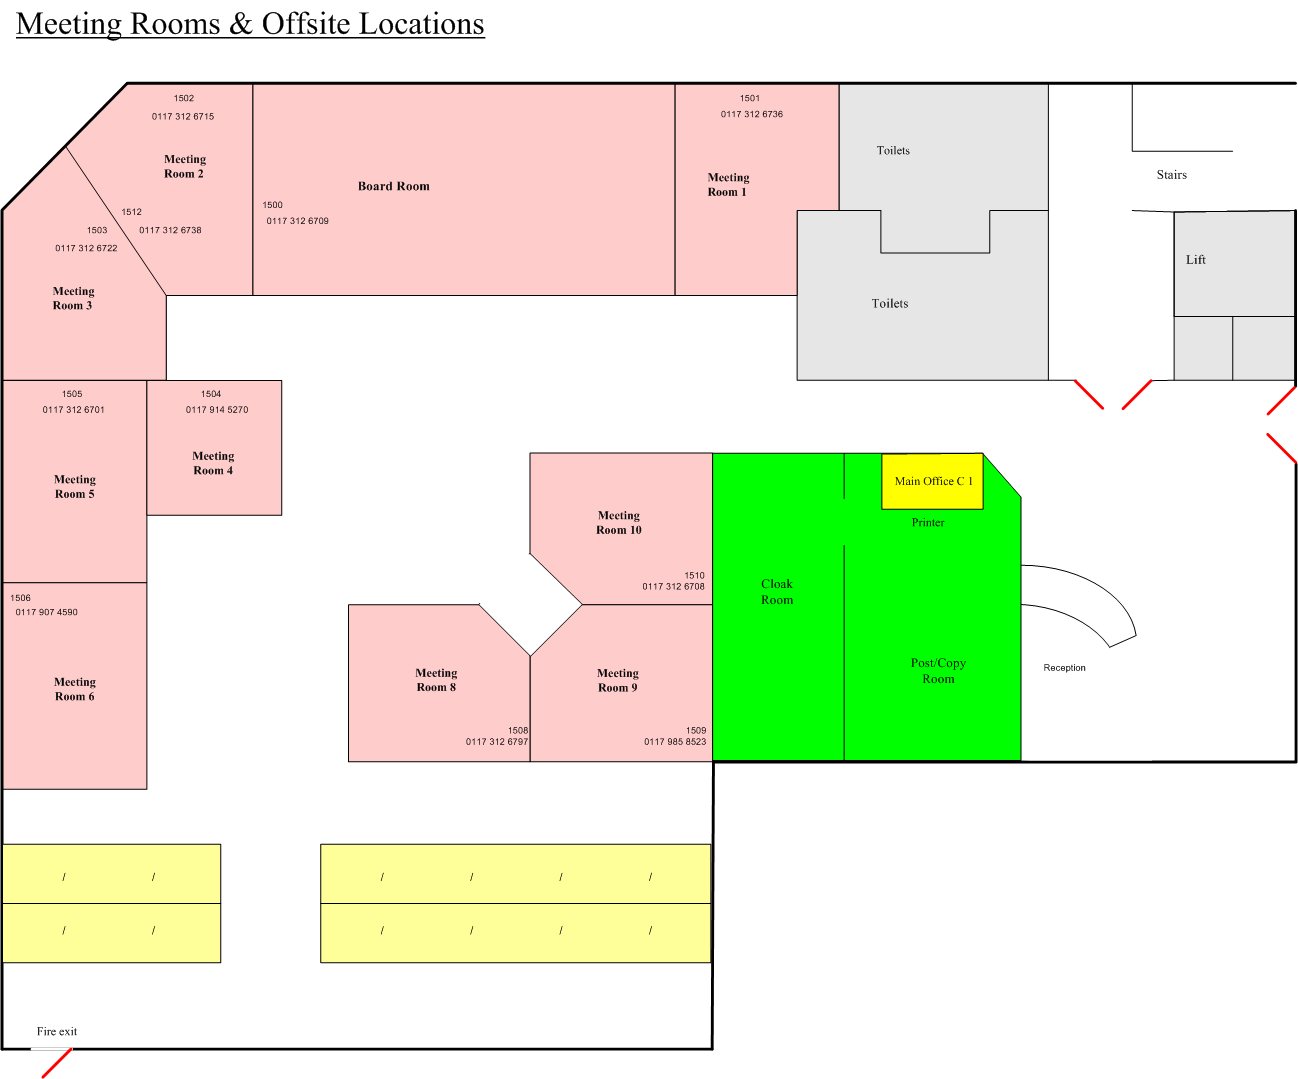 Meeting Rooms & Offsite Locations
1502
0117 312 6715
Meeting
Room 2
1512
0117 312 6738
1503
0117 312 6722
Meeting
Room 3
Board Room
1500
0117 312 6709
1501
0117 312 6736
Meeting
Room 1
Toilets
Toilets
Stairs
Lift
1505
0117 312 6701
Meeting
Room 5
1504
0117 914 5270
Meeting
Room 4
1506
0117 907 4590
Meeting
Room 6
Meeting
Room 10
1510
0117 312 6708
Meeting
Room 8
1508
0117 312 6797
Meeting
Room 9
1509
0117 985 8523
Cloak
Room
Main Office C 1
Printer
Post/Copy
Room
Reception
/ /
/ /
/ / / /
/ / / /
Fire exit